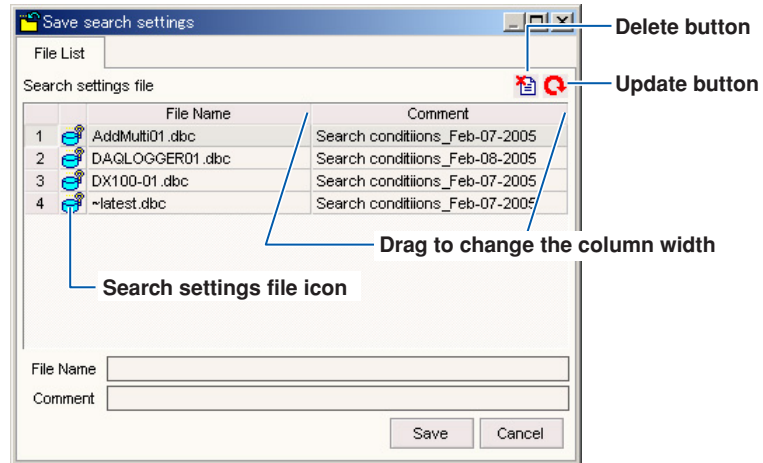 Save search settings
Delete button
File List
Search settings file
Update button
File Name Comment
1 AddMulti01.dbc Search conditiions_Feb-07-2005
2 DAQLOGGER01.dbc Search conditiions_Feb-08-2005
3 DX100-01.dbc Search conditiions_Feb-07-2005
4 ~latest.dbc Search conditiions_Feb-07-2005
Drag to change the column width
Search settings file icon
File Name
Comment
Save Cancel